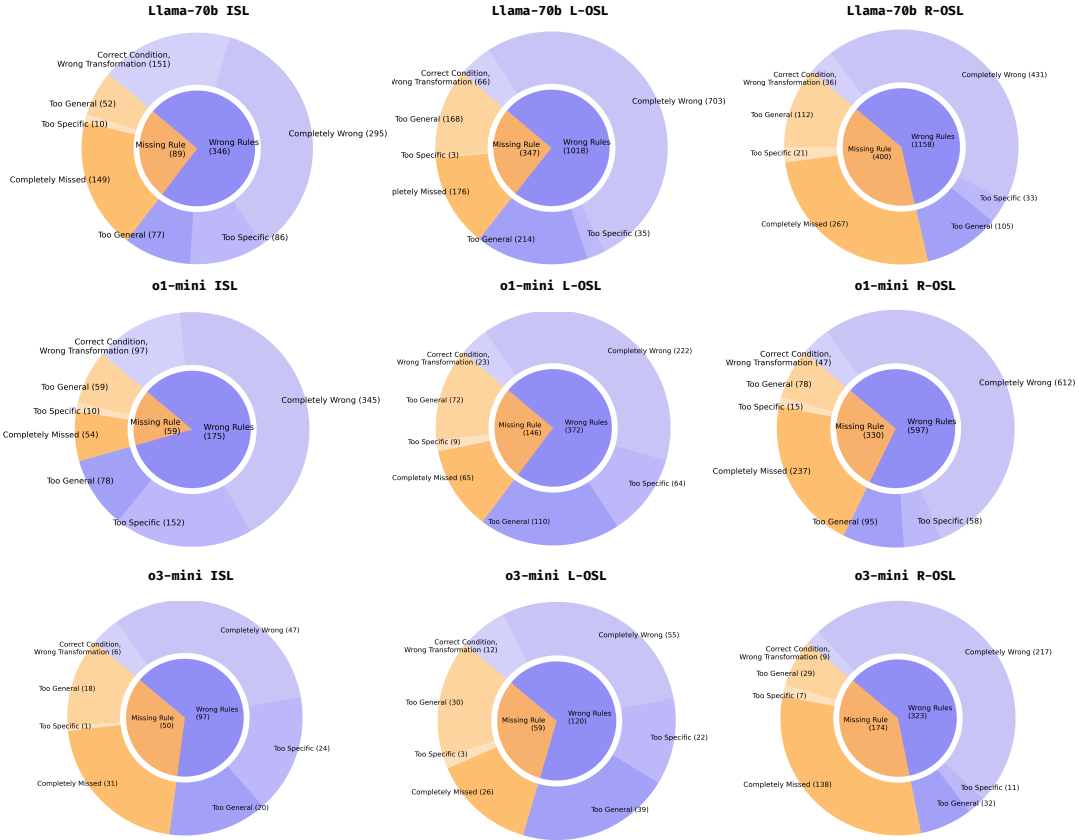 Llama-70b ISL
Correct Condition,
Wrong Transformation (151)
Too General (52)
Too Specific (10)
Completely Missed (149)
Too General (77)
Too Specific (86)
Completely Wrong (295)
Missing Rule
(89)
Wrong Rules
(346)
Llama-70b L-OSL
Correct Condition,
Wrong Transformation (66)
Too General (168)
Too Specific (3)
pletely Missed (176)
Too General (214)
Too Specific (35)
Completely Wrong (703)
Missing Rule
(347)
Wrong Rules
(1018)
Llama-70b R-OSL
Correct Condition,
Wrong Transformation (36)
Too General (112)
Too Specific (21)
Completely Missed (267)
Too General (105)
Too Specific (33)
Completely Wrong (431)
Missing Rule
(400)
Wrong Rules
(1158)
o1-mini ISL
Correct Condition,
Wrong Transformation (97)
Too General (59)
Too Specific (10)
Completely Missed (54)
Too General (78)
Too Specific (152)
Completely Wrong (345)
Missing Rule
(59)
Wrong Rules
(175)
o1-mini L-OSL
Correct Condition,
Wrong Transformation (23)
Too General (72)
Too Specific (9)
Completely Missed (65)
Too General (110)
Too Specific (64)
Completely Wrong (222)
Missing Rule
(146)
Wrong Rules
(372)
o1-mini R-OSL
Correct Condition,
Wrong Transformation (47)
Too General (78)
Too Specific (15)
Completely Missed (237)
Too General (95)
Too Specific (58)
Completely Wrong (612)
Missing Rule
(330)
Wrong Rules
(597)
o3-mini ISL
Correct Condition,
Wrong Transformation (6)
Too General (18)
Too Specific (1)
Completely Missed (31)
Too General (20)
Too Specific (24)
Completely Wrong (47)
Missing Rule
(50)
Wrong Rules
(97)
o3-mini L-OSL
Correct Condition,
Wrong Transformation (12)
Too General (30)
Too Specific (3)
Completely Missed (26)
Too General (39)
Too Specific (22)
Completely Wrong (55)
Missing Rule
(59)
Wrong Rules
(120)
o3-mini R-OSL
Correct Condition,
Wrong Transformation (9)
Too General (29)
Too Specific (7)
Completely Missed (138)
Too General (32)
Too Specific (11)
Completely Wrong (217)
Missing Rule
(174)
Wrong Rules
(323)